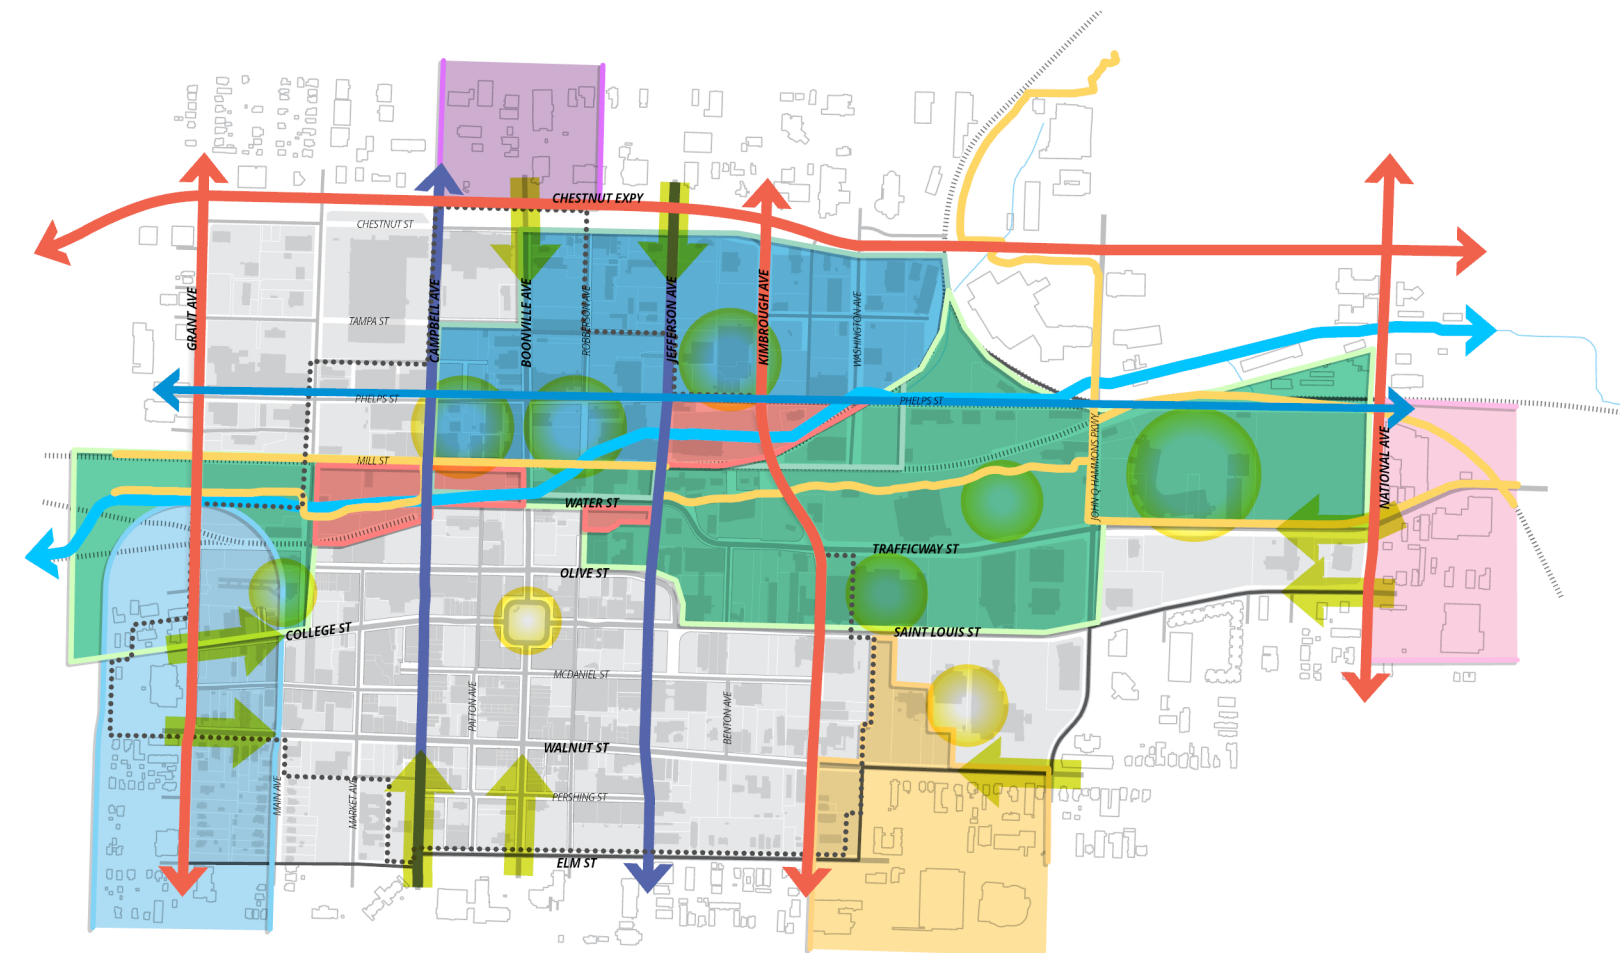 CHESTNUT EXPY
CHESTNUT ST
GRANT AVE
CAMPBELL AVE
BOONVILLE AVE
ROBBERSON AVE
JEFFERSON AVE
KIMBROUGH AVE
WASHINGTON AVE
TAMPA ST
PHELPS ST
PHELPS ST
MILL ST
WATER ST
JOHN Q HAMMONS PKWY
NATIONAL AVE
TRAFFICWAY ST
OLIVE ST
COLLEGE ST
SAINT LOUIS ST
MCDANIEL ST
PATTON AVE
BENTON AVE
WALNUT ST
MAIN AVE
MARKET AVE
PERSHING ST
ELM ST